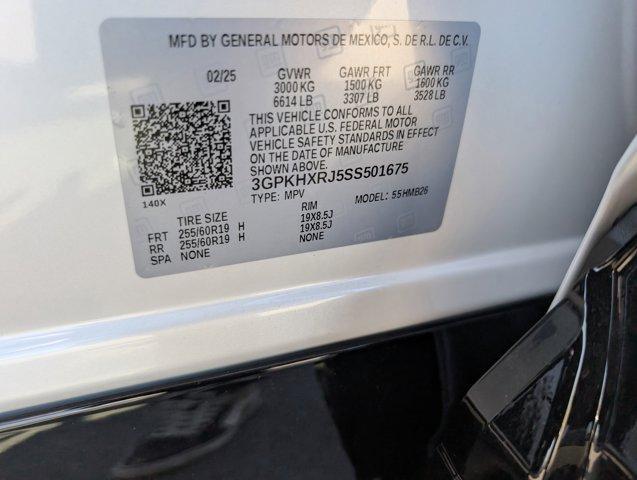 MFD BY GENERAL MOTORS DE MEXICO, S. DE R.L. DE C.V.
02/25 GVWR GAWR FRT GAWR RR
3000 KG 1500 KG 1600 KG
6614 LB 3307 LB 3528 LB
THIS VEHICLE CONFORMS TO ALL
APPLICABLE U.S. FEDERAL MOTOR
VEHICLE SAFETY STANDARDS IN EFFECT
ON THE DATE OF MANUFACTURE
SHOWN ABOVE.
3GPKHXRJ5SS501675
140X TYPE: MPV MODEL: 55HMB26
TIRE SIZE RIM
FRT 255/60R19 H 19X8.5J
RR 255/60R19 H 19X8.5J
SPA NONE NONE